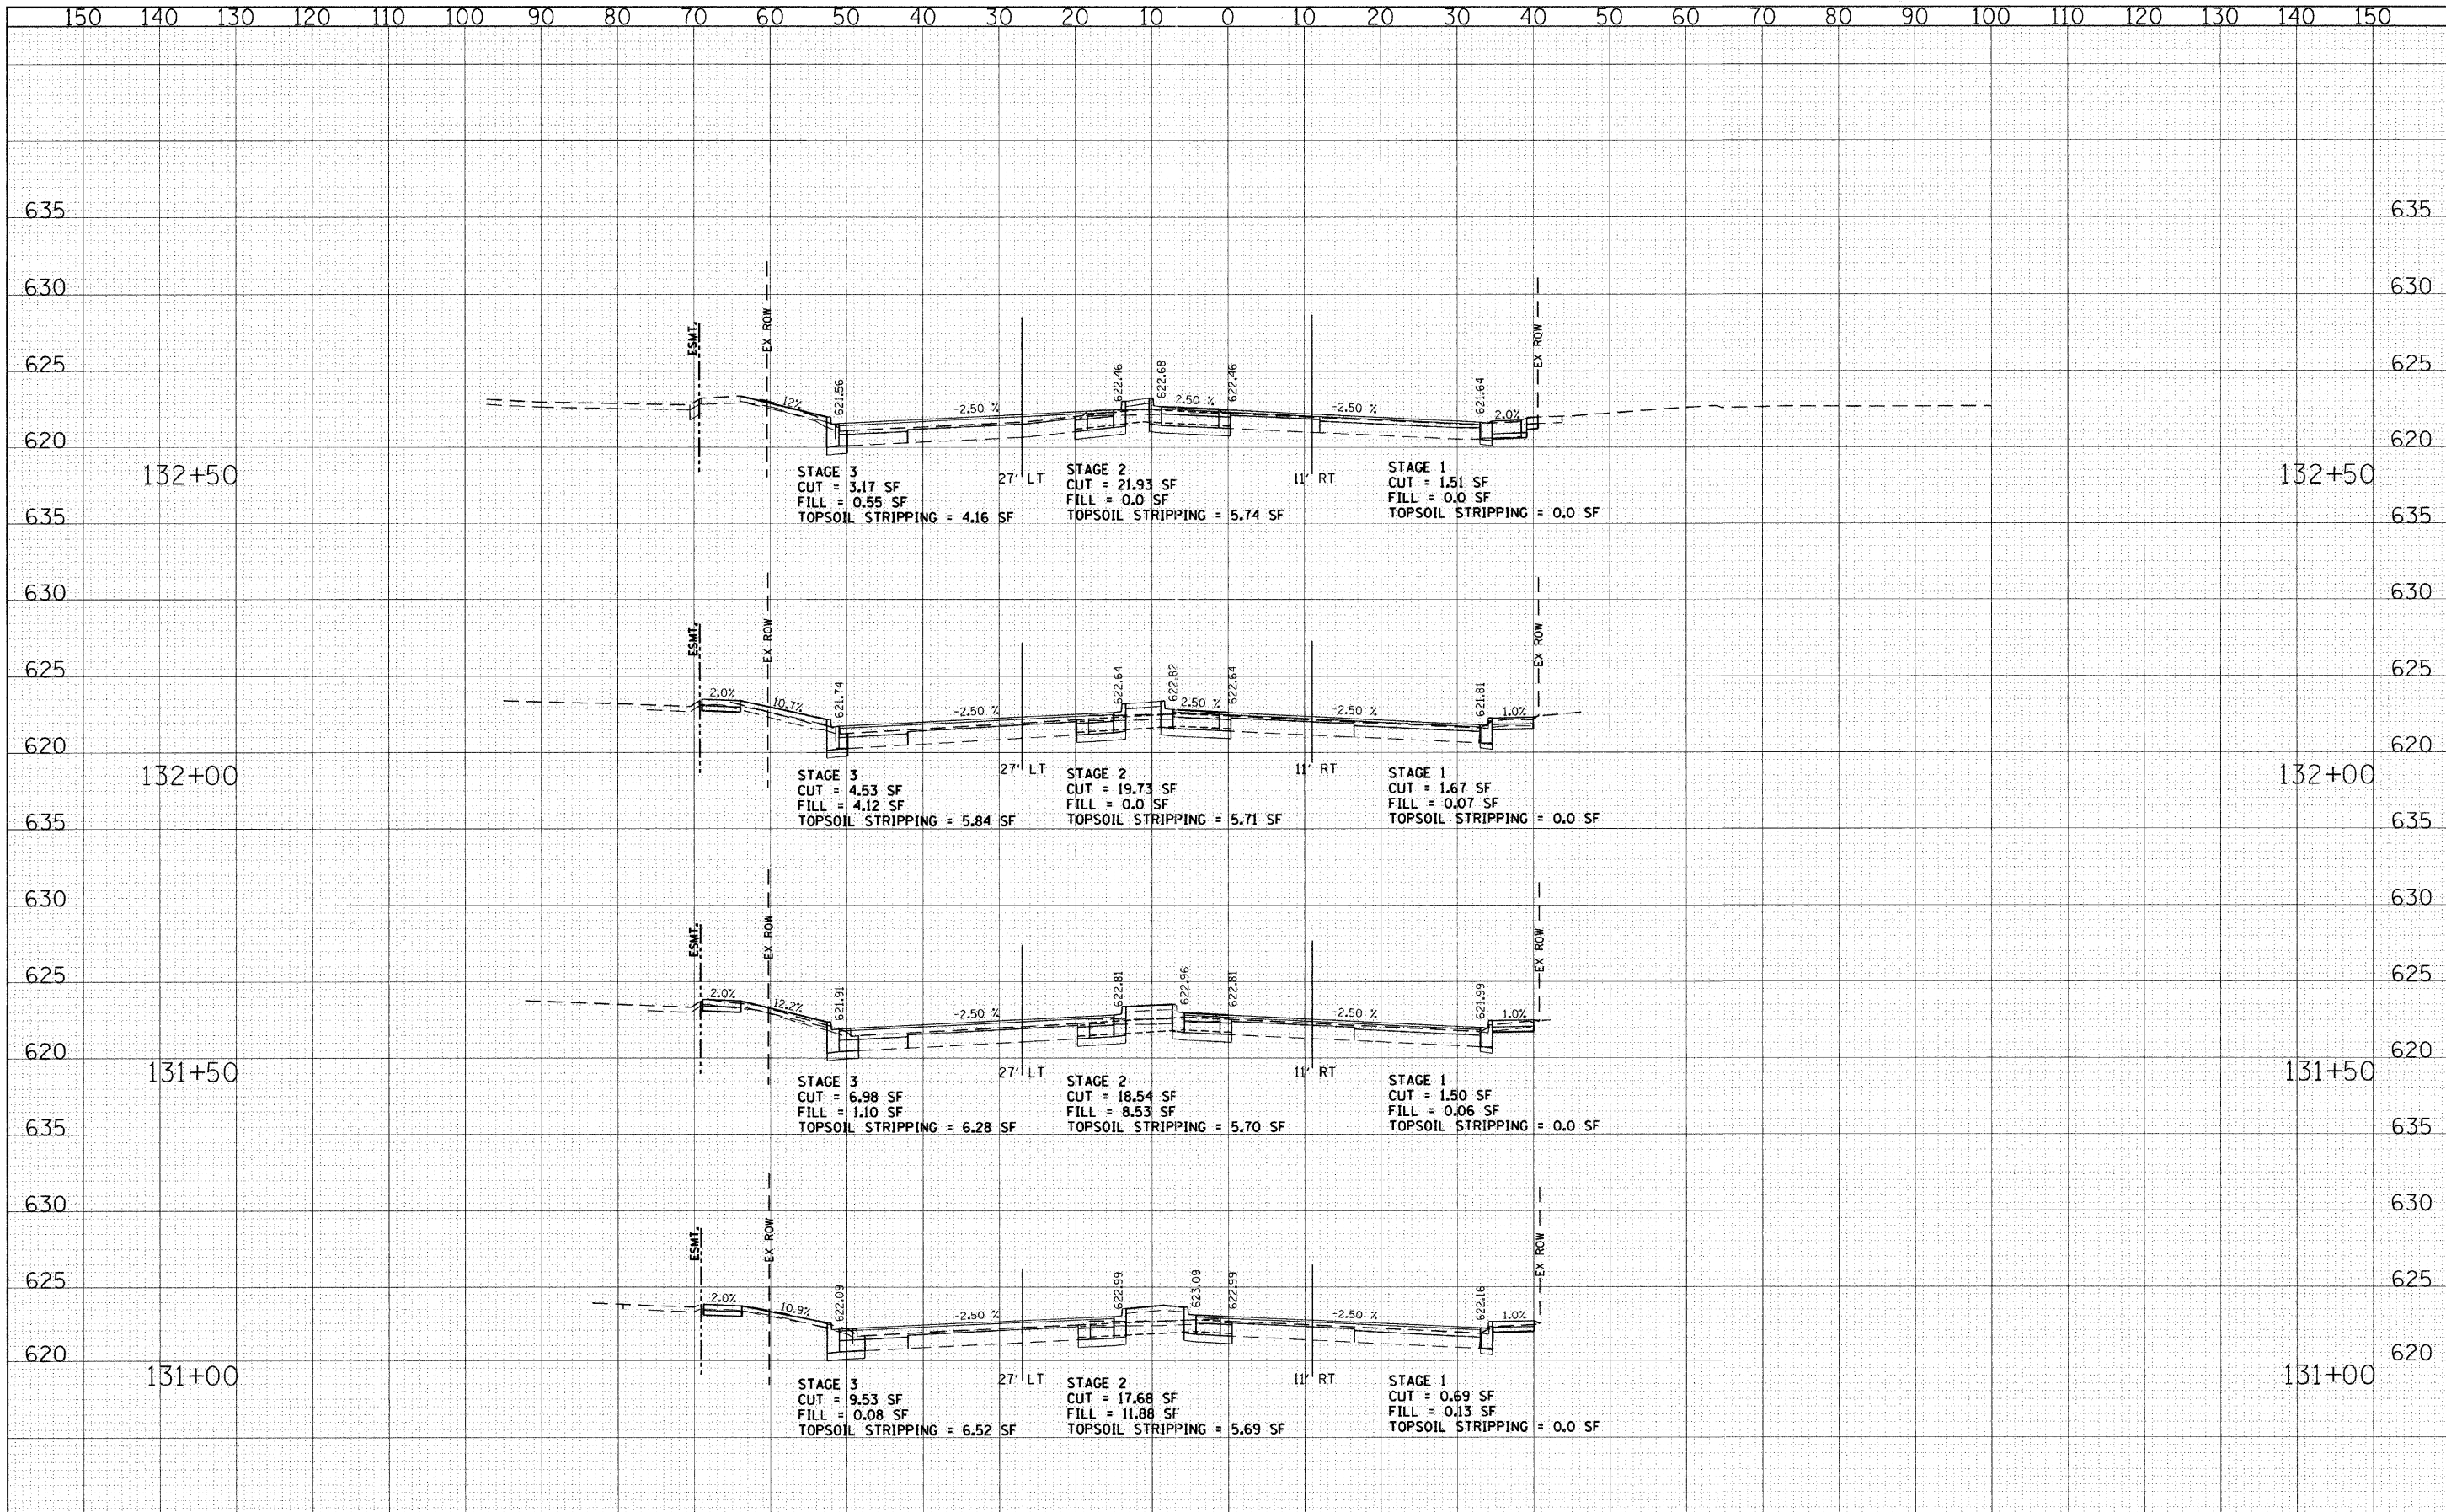 150 140 130 120 110 100 90 80 70 60 50 40 30 20 10 0 10 20 30 40 50 60 70 80 90 100 110 120 130 140 150
635 635
630 630
ESMT.
EX ROW
EX ROW
625 625
12%
621.56
-2.50 %
622.46
622.68
2.50 %
622.46
-2.50 %
621.64
2.0%
620 620
132+50 132+50
27' LT
11' RT
STAGE 3
CUT = 3.17 SF
FILL = 0.55 SF
TOPSOIL STRIPPING = 4.16 SF
STAGE 2
CUT = 21.93 SF
FILL = 0.0 SF
TOPSOIL STRIPPING = 5.74 SF
STAGE 1
CUT = 1.51 SF
FILL = 0.0 SF
TOPSOIL STRIPPING = 0.0 SF
635 635
630 630
ESMT.
EX ROW
EX ROW
625 625
2.0%
10.7%
621.74
-2.50 %
622.64
622.82
2.50 %
622.64
-2.50 %
621.81
1.0%
620 620
132+00 132+00
27' LT
11' RT
STAGE 3
CUT = 4.53 SF
FILL = 4.12 SF
TOPSOIL STRIPPING = 5.84 SF
STAGE 2
CUT = 19.73 SF
FILL = 0.0 SF
TOPSOIL STRIPPING = 5.71 SF
STAGE 1
CUT = 1.67 SF
FILL = 0.07 SF
TOPSOIL STRIPPING = 0.0 SF
635 635
630 630
ESMT.
EX ROW
EX ROW
625 625
2.0%
12.2%
621.91
-2.50 %
622.81
622.96
622.81
-2.50 %
621.99
1.0%
620 620
131+50 131+50
27' LT
11' RT
STAGE 3
CUT = 6.98 SF
FILL = 1.10 SF
TOPSOIL STRIPPING = 6.28 SF
STAGE 2
CUT = 18.54 SF
FILL = 8.53 SF
TOPSOIL STRIPPING = 5.70 SF
STAGE 1
CUT = 1.50 SF
FILL = 0.06 SF
TOPSOIL STRIPPING = 0.0 SF
635 635
630 630
ESMT.
EX ROW
EX ROW
625 625
2.0%
10.9%
622.09
-2.50 %
622.99
623.09
622.99
-2.50 %
622.16
1.0%
620 620
131+00 131+00
27' LT
11' RT
STAGE 3
CUT = 9.53 SF
FILL = 0.08 SF
TOPSOIL STRIPPING = 6.52 SF
STAGE 2
CUT = 17.68 SF
FILL = 11.88 SF
TOPSOIL STRIPPING = 5.69 SF
STAGE 1
CUT = 0.69 SF
FILL = 0.13 SF
TOPSOIL STRIPPING = 0.0 SF